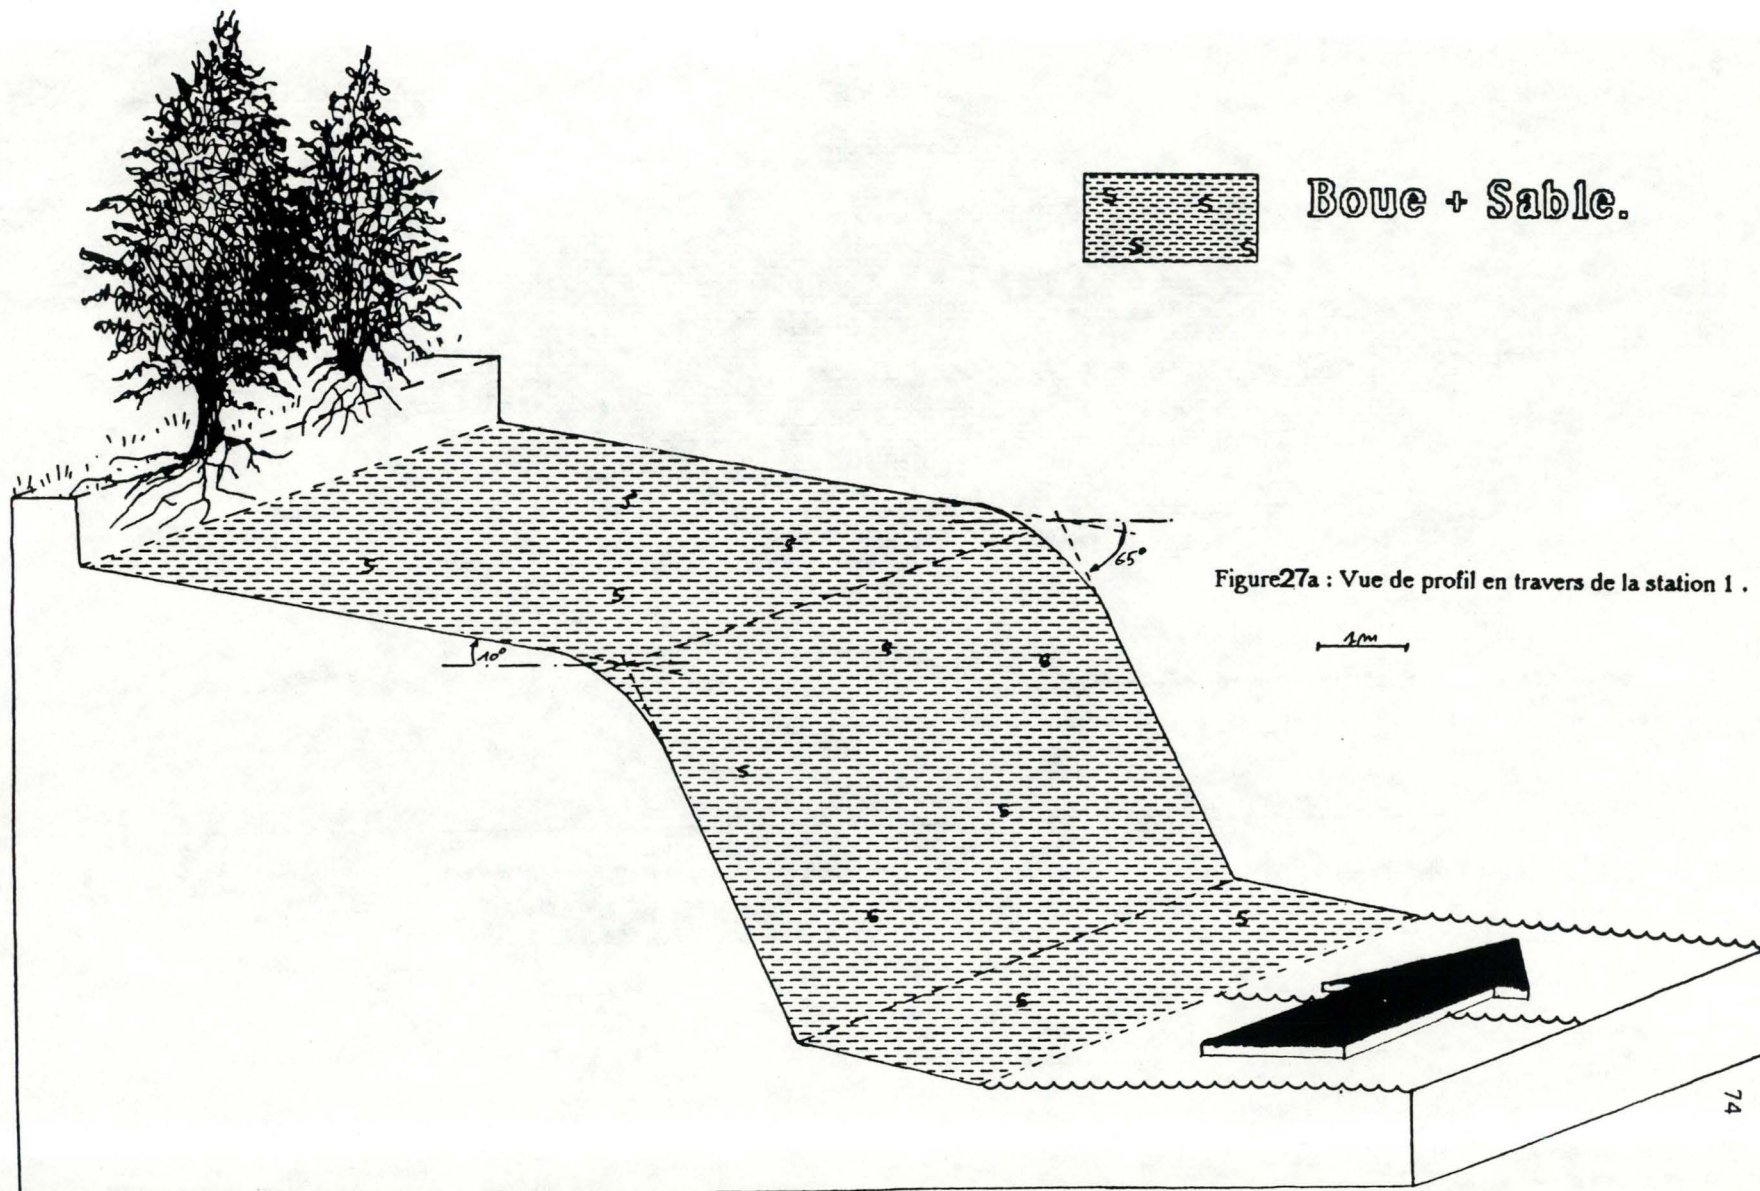 Boue + Sable.
65°
Figure27a : Vue de profil en travers de la station 1 .
1m
10°
74